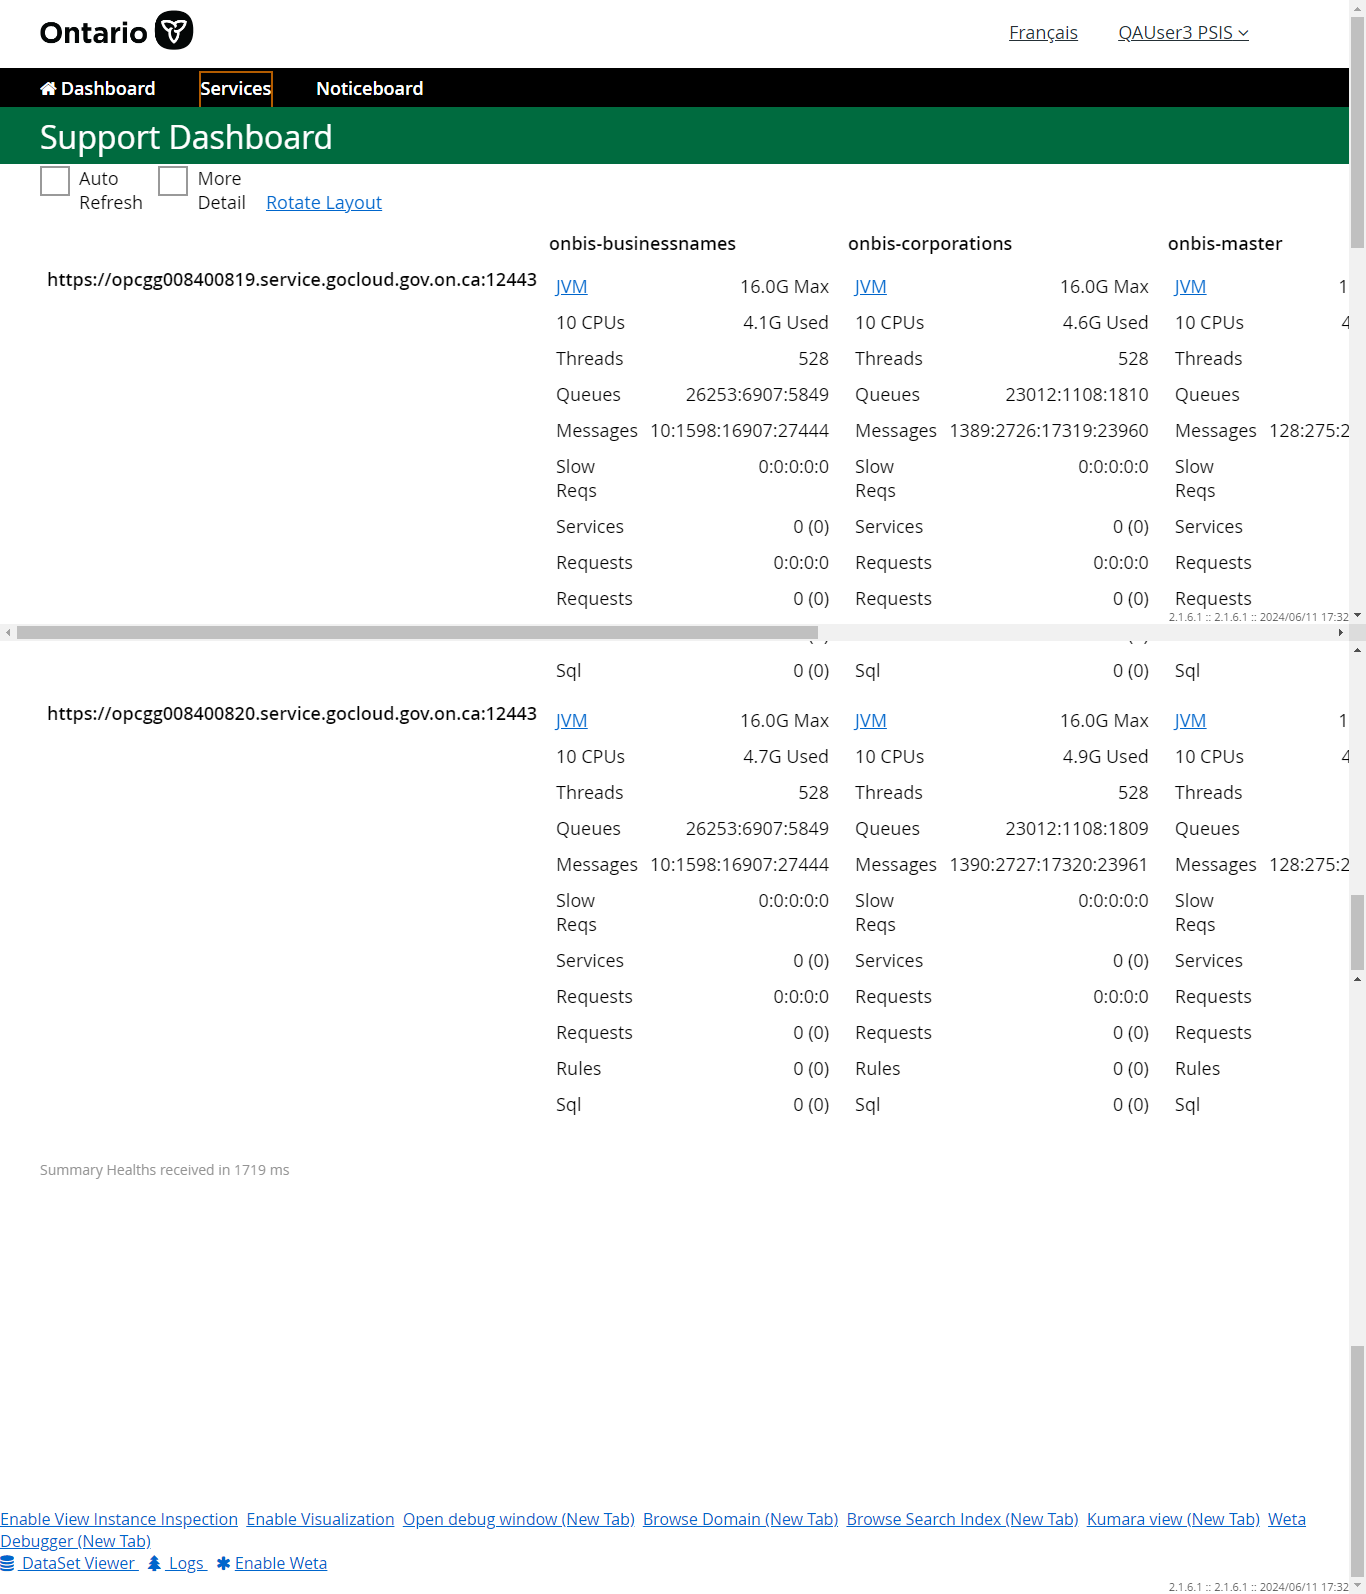 Ontario
Français QAUser3 PSIS
Dashboard Services Noticeboard
Support Dashboard
Auto Refresh More Detail Rotate Layout
onbis-businessnames onbis-corporations onbis-master
https://opcgg008400819.service.gocloud.gov.on.ca:12443 JVM 16.0G Max JVM 16.0G Max JVM 1
10 CPUs 4.1G Used 10 CPUs 4.6G Used 10 CPUs 4
Threads 528 Threads 528 Threads
Queues 26253:6907:5849 Queues 23012:1108:1810 Queues
Messages 10:1598:16907:27444 Messages 1389:2726:17319:23960 Messages 128:275:2
Slow Reqs 0:0:0:0:0 Slow Reqs 0:0:0:0:0 Slow Reqs
Services 0 (0) Services 0 (0) Services
Requests 0:0:0:0 Requests 0:0:0:0 Requests
Requests 0 (0) Requests 0 (0) Requests
2.1.6.1 :: 2.1.6.1 :: 2024/06/11 17:32
Sql 0 (0) Sql 0 (0) Sql
https://opcgg008400820.service.gocloud.gov.on.ca:12443 JVM 16.0G Max JVM 16.0G Max JVM 1
10 CPUs 4.7G Used 10 CPUs 4.9G Used 10 CPUs 4
Threads 528 Threads 528 Threads
Queues 26253:6907:5849 Queues 23012:1108:1809 Queues
Messages 10:1598:16907:27444 Messages 1390:2727:17320:23961 Messages 128:275:2
Slow Reqs 0:0:0:0:0 Slow Reqs 0:0:0:0:0 Slow Reqs
Services 0 (0) Services 0 (0) Services
Requests 0:0:0:0 Requests 0:0:0:0 Requests
Requests 0 (0) Requests 0 (0) Requests
Rules 0 (0) Rules 0 (0) Rules
Sql 0 (0) Sql 0 (0) Sql
Summary Healths received in 1719 ms
Enable View Instance Inspection Enable Visualization Open debug window (New Tab) Browse Domain (New Tab) Browse Search Index (New Tab) Kumara view (New Tab) Weta
Debugger (New Tab)
DataSet Viewer Logs Enable Weta
2.1.6.1 :: 2.1.6.1 :: 2024/06/11 17:32